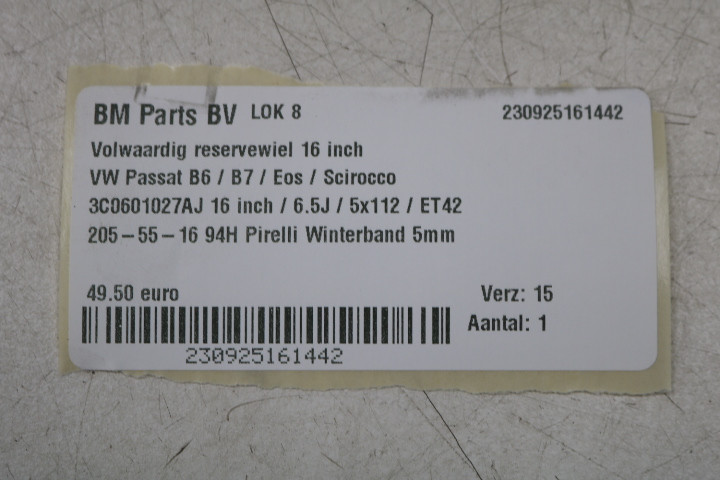 BM Parts BV LOK 8 230925161442
Volwaardig reservewiel 16 inch
VW Passat B6 / B7 / Eos / Scirocco
3C0601027AJ 16 inch / 6.5J / 5x112 / ET42
205-55-16 94H Pirelli Winterband 5mm
49.50 euro Verz: 15
Aantal: 1
230925161442